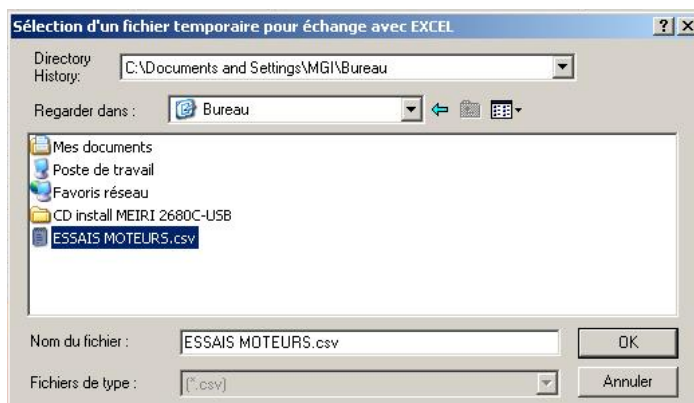 Sélection d'un fichier temporaire pour échange avec EXCEL
Directory
History:
C:\Documents and Settings\MGI\Bureau
Regarder dans :
Bureau
Mes documents
Poste de travail
Favoris réseau
CD install MEIRI 2680C-USB
ESSAIS MOTEURS.csv
Nom du fichier :
ESSAIS MOTEURS.csv
OK
Fichiers de type :
(*.csv)
Annuler